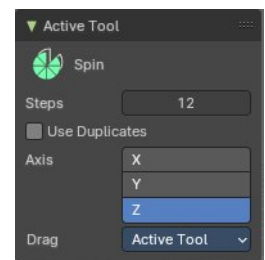 Active Tool
Spin
Steps 12
Use Duplicates
Axis X
Y
Z
Drag Active Tool